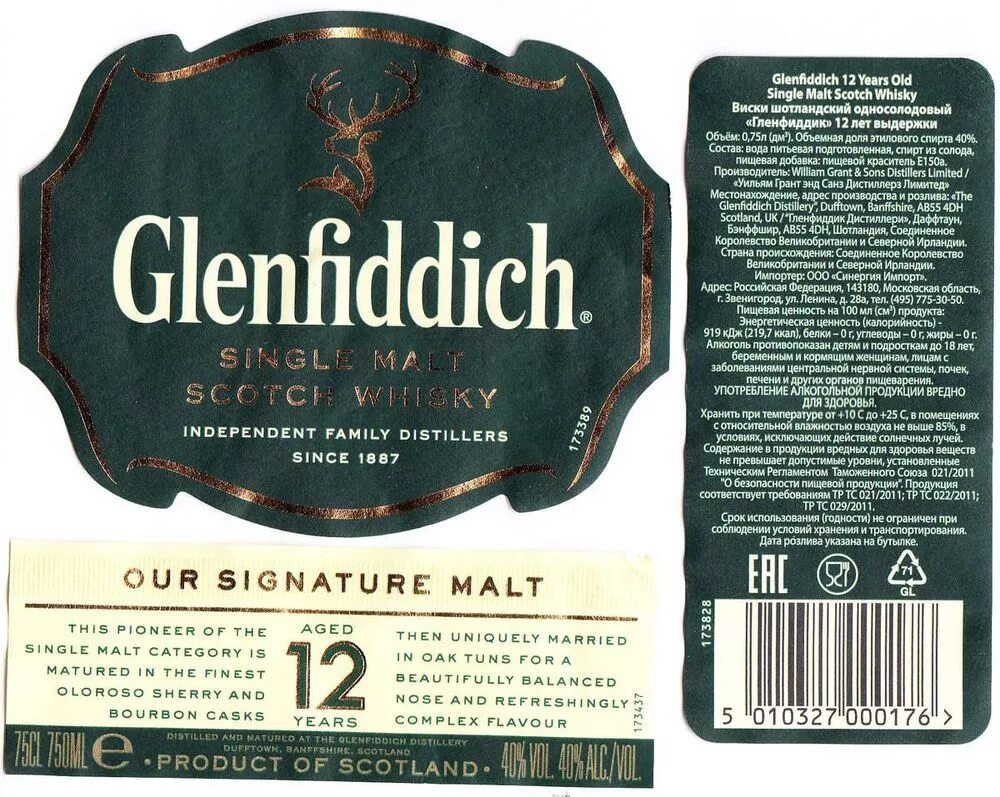 Glenfiddich®
SINGLE MALT
SCOTCH WHISKY
INDEPENDENT FAMILY DISTILLERS
SINCE 1887
173389
OUR SIGNATURE MALT
THIS PIONEER OF THE
SINGLE MALT CATEGORY IS
MATURED IN THE FINEST
OLOROSO SHERRY AND
BOURBON CASKS
AGED
12
YEARS
THEN UNIQUELY MARRIED
IN OAK TUNS FOR A
BEAUTIFULLY BALANCED
NOSE AND REFRESHINGLY
COMPLEX FLAVOUR
173437
DISTILLED AND MATURED AT THE GLENFIDDICH DISTILLERY
DUFFTOWN, BANFFSHIRE, SCOTLAND
75CL 750ML e
• PRODUCT OF SCOTLAND •
40% VOL. 40% ALC./VOL.
Glenfiddich 12 Years Old
Single Malt Scotch Whisky
Виски шотландский односолодовый
«Гленфиддик» 12 лет выдержки
Объём: 0,75л (дм³). Объемная доля этилового спирта 40%.
Состав: вода питьевая подготовленная, спирт из солода,
пищевая добавка: пищевой краситель E150a.
Производитель: William Grant & Sons Distillers Limited /
«Уильям Грант энд Санз Дистиллерз Лимитед»
Местонахождение, адрес производства и розлива: «The
Glenfiddich Distillery", Dufftown, Banffshire, AB55 4DH
Scotland, UK / "Гленфиддик Дистиллери», Даффтаун,
Бэнффшир, AB55 4DH, Шотландия, Соединенное
Королевство Великобритании и Северной Ирландии.
Страна происхождения: Соединенное Королевство
Великобритании и Северной Ирландии.
Импортер: ООО «Синергия Импорт».
Адрес: Российская Федерация, 143180, Московская область,
г. Звенигород, ул. Ленина, д. 28а, тел. (495) 775-30-50.
Пищевая ценность на 100 мл (см³) продукта:
Энергетическая ценность (калорийность) -
919 кДж (219,7 ккал), белки – 0 г, углеводы – 0 г, жиры – 0 г.
Алкоголь противопоказан детям и подросткам до 18 лет,
беременным и кормящим женщинам, лицам с
заболеваниями центральной нервной системы, почек,
печени и других органов пищеварения.
УПОТРЕБЛЕНИЕ АЛКОГОЛЬНОЙ ПРОДУКЦИИ ВРЕДНО
ДЛЯ ЗДОРОВЬЯ.
Хранить при температуре от +10 С до +25 С, в помещениях
с относительной влажностью воздуха не выше 85%, в
условиях, исключающих действие солнечных лучей.
Содержание в продукции вредных для здоровья веществ
не превышает допустимые уровни, установленные
Техническим Регламентом Таможенного Союза 021/2011
"О безопасности пищевой продукции". Продукция
соответствует требованиям ТР ТС 021/2011; ТР ТС 022/2011;
ТР ТС 029/2011.
Срок использования (годности) не ограничен при
соблюдении условий хранения и транспортирования.
Дата розлива указана на бутылке.
EAC
71
GL
173828
5 010327 000176 >